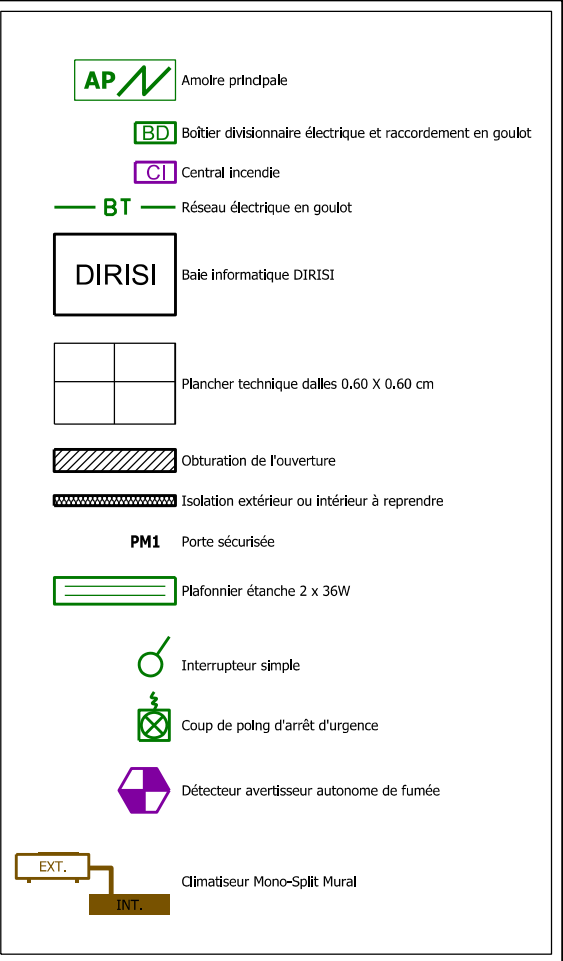 AP Amoire principale
BD Boîtier divisionnaire électrique et raccordement en goulot
CI Central incendie
BT Réseau électrique en goulot
DIRISI Baie informatique DIRISI
Plancher technique dalles 0.60 X 0.60 cm
Obturation de l'ouverture
Isolation extérieur ou intérieur à reprendre
PM1 Porte sécurisée
Plafonnier étanche 2 x 36W
Interrupteur simple
Coup de poing d'arrêt d'urgence
Détecteur avertisseur autonome de fumée
EXT.
Climatiseur Mono-Split Mural
INT.